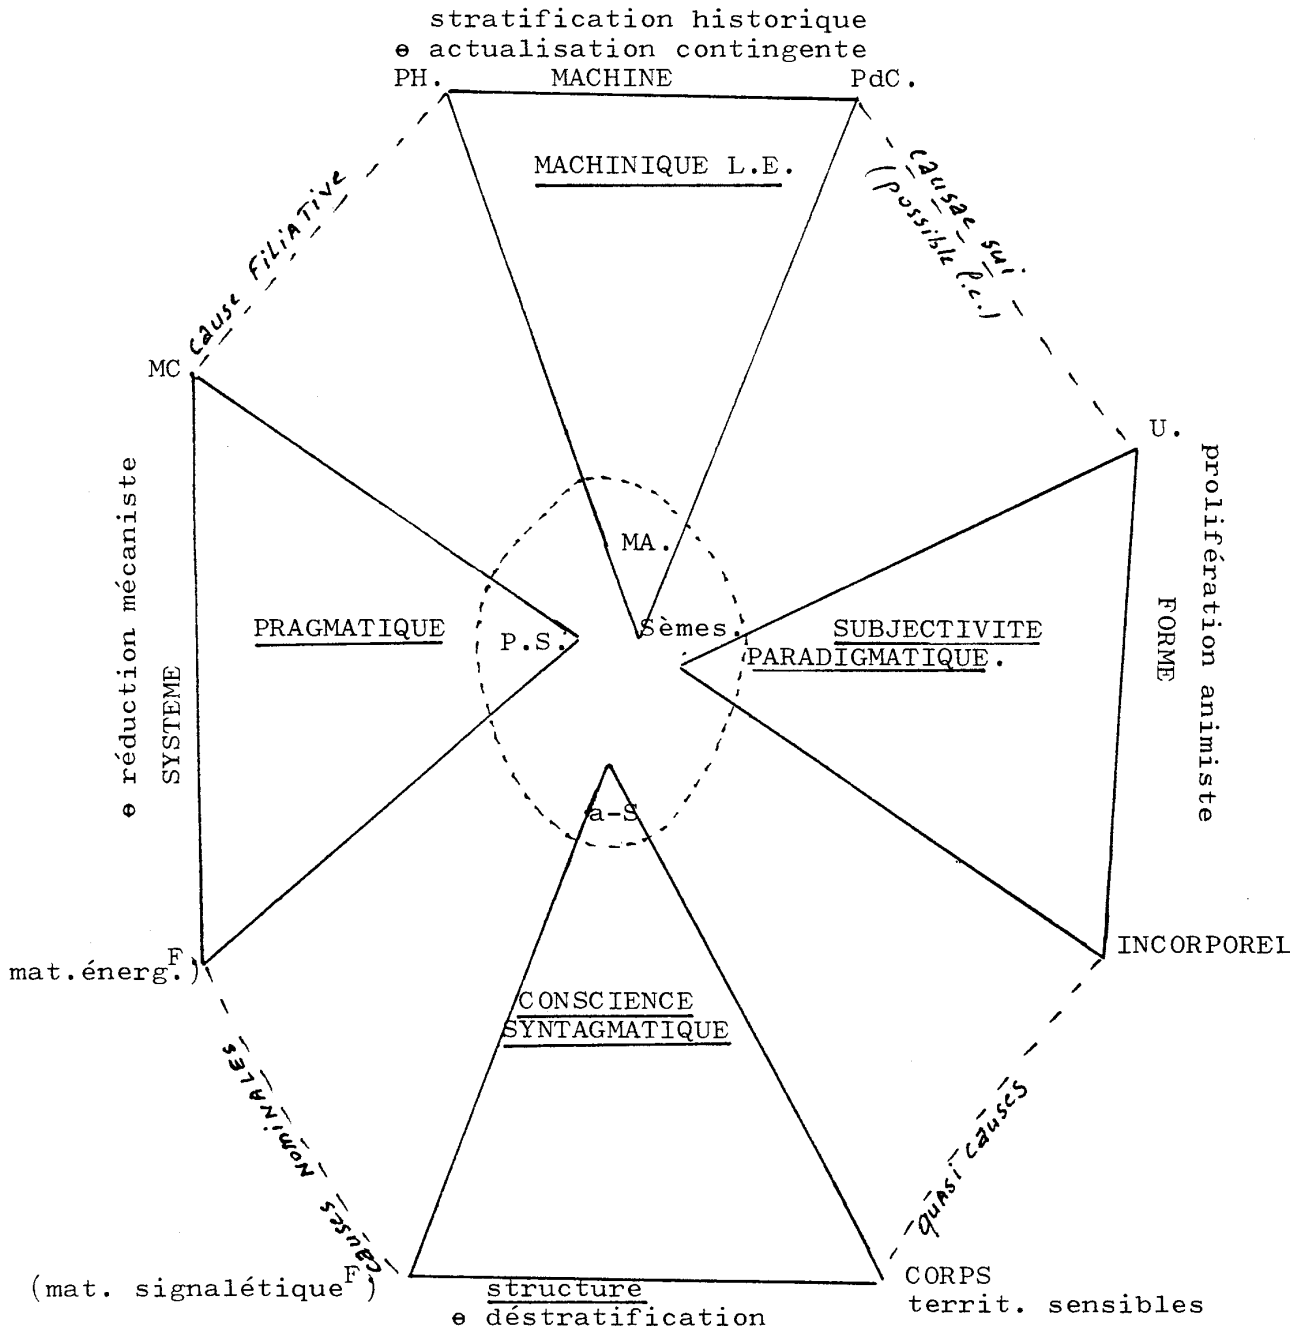 stratification historique
ɵ actualisation contingente
PH. MACHINE PdC.
MACHINIQUE L.E.
cause FiLiATive
causae sui
(possible l.c.)
MC
U.
ɵ réduction mécaniste
SYSTEME
PRAGMATIQUE
P.S.
MA.
Sèmes.
SUBJECTIVITE
PARADIGMATIQUE.
FORME
prolifération animiste
a-S
F
mat.énerg.)
INCORPOREL
CONSCIENCE
SYNTAGMATIQUE
causes NomiNALES
quasi causes
(mat. signalétique F)
structure
ɵ déstratification
CORPS
territ. sensibles